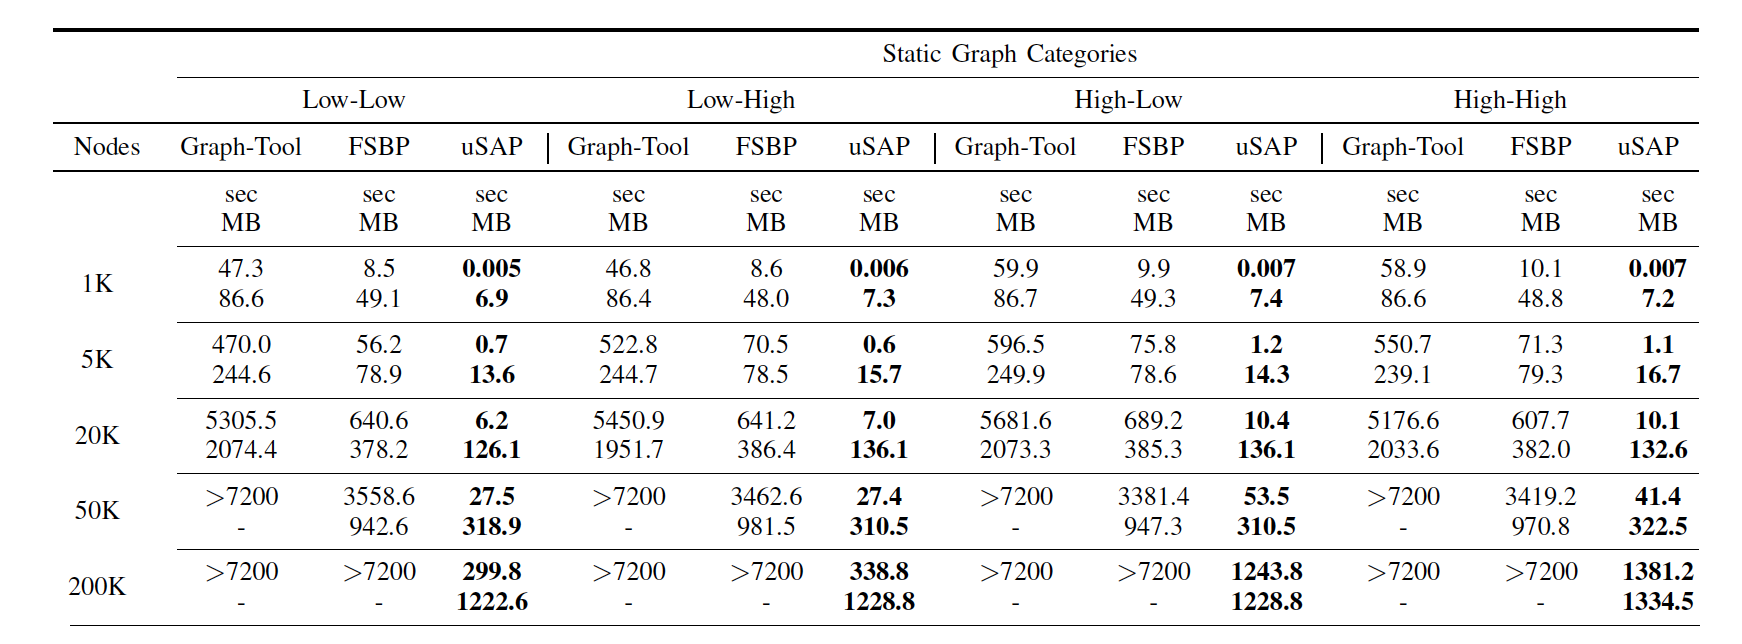 Static Graph Categories
Low-Low Low-High High-Low High-High
Nodes Graph-Tool FSBP uSAP Graph-Tool FSBP uSAP Graph-Tool FSBP uSAP Graph-Tool FSBP uSAP
sec sec sec sec sec sec sec sec sec sec sec sec
MB MB MB MB MB MB MB MB MB MB MB MB
1K
47.3 8.5 0.005 46.8 8.6 0.006 59.9 9.9 0.007 58.9 10.1 0.007
86.6 49.1 6.9 86.4 48.0 7.3 86.7 49.3 7.4 86.6 48.8 7.2
5K
470.0 56.2 0.7 522.8 70.5 0.6 596.5 75.8 1.2 550.7 71.3 1.1
244.6 78.9 13.6 244.7 78.5 15.7 249.9 78.6 14.3 239.1 79.3 16.7
20K
5305.5 640.6 6.2 5450.9 641.2 7.0 5681.6 689.2 10.4 5176.6 607.7 10.1
2074.4 378.2 126.1 1951.7 386.4 136.1 2073.3 385.3 136.1 2033.6 382.0 132.6
50K
>7200 3558.6 27.5 >7200 3462.6 27.4 >7200 3381.4 53.5 >7200 3419.2 41.4
- 942.6 318.9 - 981.5 310.5 - 947.3 310.5 - 970.8 322.5
200K
>7200 >7200 299.8 >7200 >7200 338.8 >7200 >7200 1243.8 >7200 >7200 1381.2
- - 1222.6 - - 1228.8 - - 1228.8 - - 1334.5